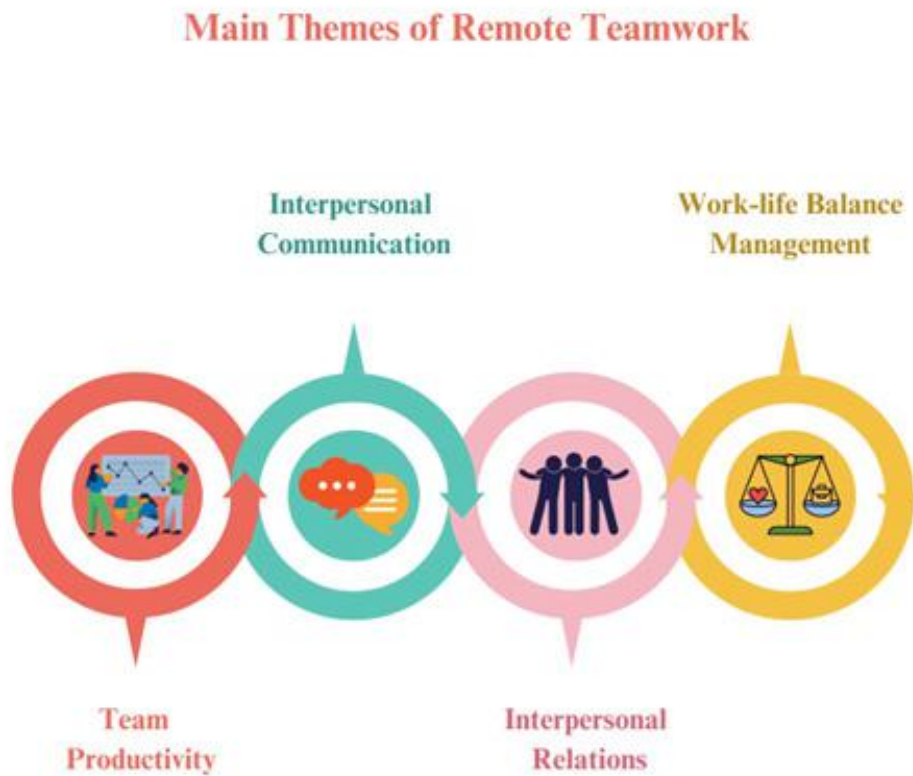 Main Themes of Remote Teamwork
Interpersonal
Communication
Work-life Balance
Management
Team
Productivity
Interpersonal
Relations